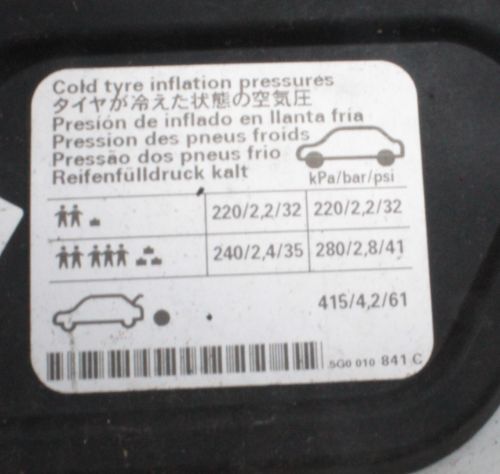 Cold tyre inflation pressures
タイヤが冷えた状態の空気圧
Presión de inflado en llanta fria
Pression des pneus froids
Pressão dos pneus frio
Reifenfülldruck kalt
kPa/bar/psi
220/2,2/32 220/2,2/32
240/2,4/35 280/2,8/41
415/4,2/61
5G0 010 841 C